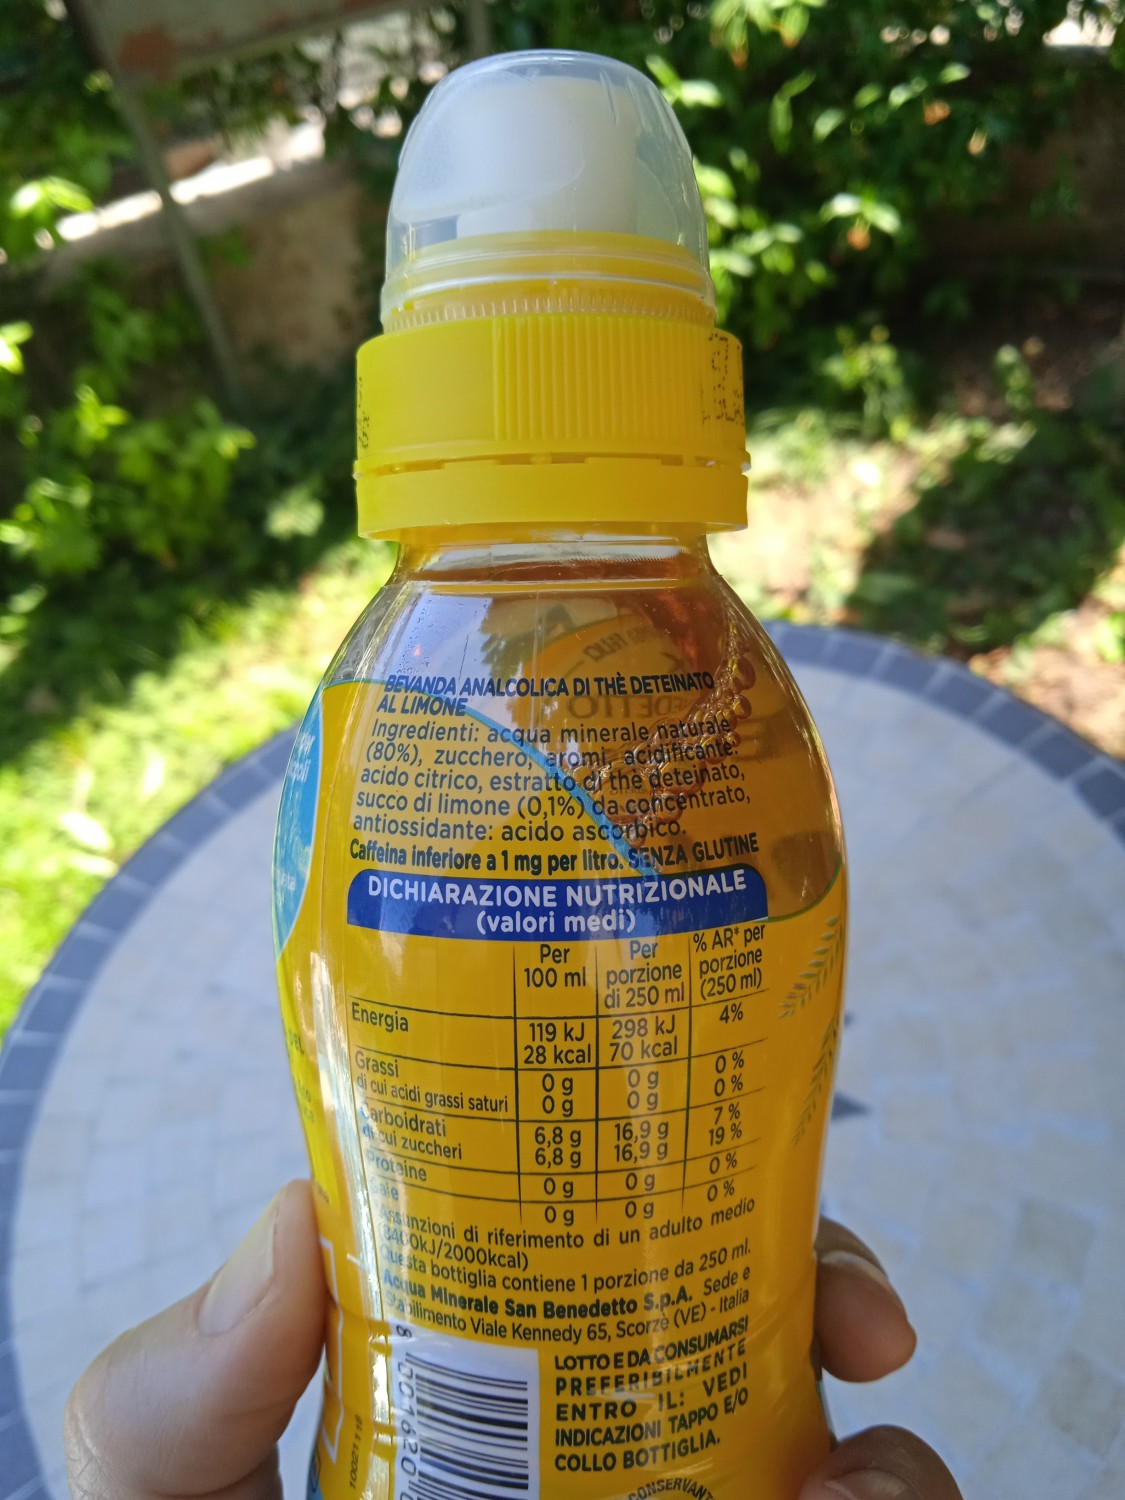 BEVANDA ANALCOLICA DI THÈ DETEINATO
AL LIMONE
Ingredienti: acqua minerale naturale
(80%), zucchero, aromi, acidificante:
acido citrico, estratto di thè deteinato,
succo di limone (0,1%) da concentrato,
antiossidante: acido ascorbico.
Caffeina inferiore a 1 mg per litro. SENZA GLUTINE
DICHIARAZIONE NUTRIZIONALE
(valori medi)
Per 100 ml Per porzione di 250 ml % AR* per porzione (250 ml)
Energia 119 kJ 298 kJ 4%
28 kcal 70 kcal
Grassi 0 g 0 g 0 %
di cui acidi grassi saturi 0 g 0 g 0 %
Carboidrati 6,8 g 16,9 g 7 %
di cui zuccheri 6,8 g 16,9 g 19 %
Proteine 0 g 0 g 0 %
Sale 0 g 0 g 0 %
Assunzioni di riferimento di un adulto medio
(8400kJ/2000kcal)
Questa bottiglia contiene 1 porzione da 250 ml.
Acqua Minerale San Benedetto S.p.A. Sede e
Stabilimento Viale Kennedy 65, Scorzè (VE) - Italia
LOTTO E DA CONSUMARSI
PREFERIBILMENTE
ENTRO IL: VEDI
INDICAZIONI TAPPO E/O
COLLO BOTTIGLIA.
8 001620
10021118